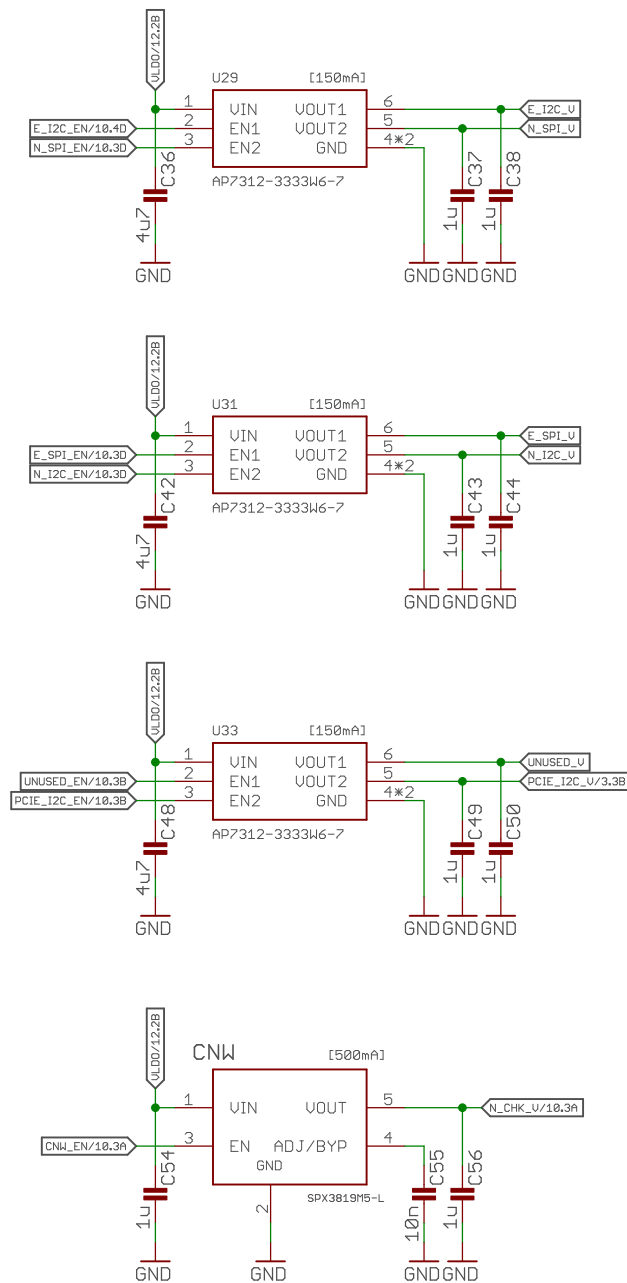 VLDO/12.2B
U29 [150mA]
1 VIN VOUT1 6 E_I2C_V
E_I2C_EN/10.4D 2 EN1 VOUT2 5 N_SPI_V
N_SPI_EN/10.3D 3 EN2 GND 4*2
C36 C37 C38
AP7312-3333W6-7
4u7 1u 1u
GND GND GND GND
VLDO/12.2B
U31 [150mA]
1 VIN VOUT1 6 E_SPI_V
E_SPI_EN/10.3D 2 EN1 VOUT2 5 N_I2C_V
N_I2C_EN/10.3D 3 EN2 GND 4*2
C42 C43 C44
AP7312-3333W6-7
4u7 1u 1u
GND GND GND GND
VLDO/12.2B
U33 [150mA]
1 VIN VOUT1 6 UNUSED_V
UNUSED_EN/10.3B 2 EN1 VOUT2 5 PCIE_I2C_V/3.3B
PCIE_I2C_EN/10.3B 3 EN2 GND 4*2
C48 C49 C50
AP7312-3333W6-7
4u7 1u 1u
GND GND GND GND
VLDO/12.2B
CNW [500mA]
1 VIN VOUT 5 N_CHK_V/10.3A
CNW_EN/10.3A 3 EN ADJ/BYP 4
GND
C54 C55 C56
SPX3819M5-L
1u 2 10n 1u
GND GND GND GND